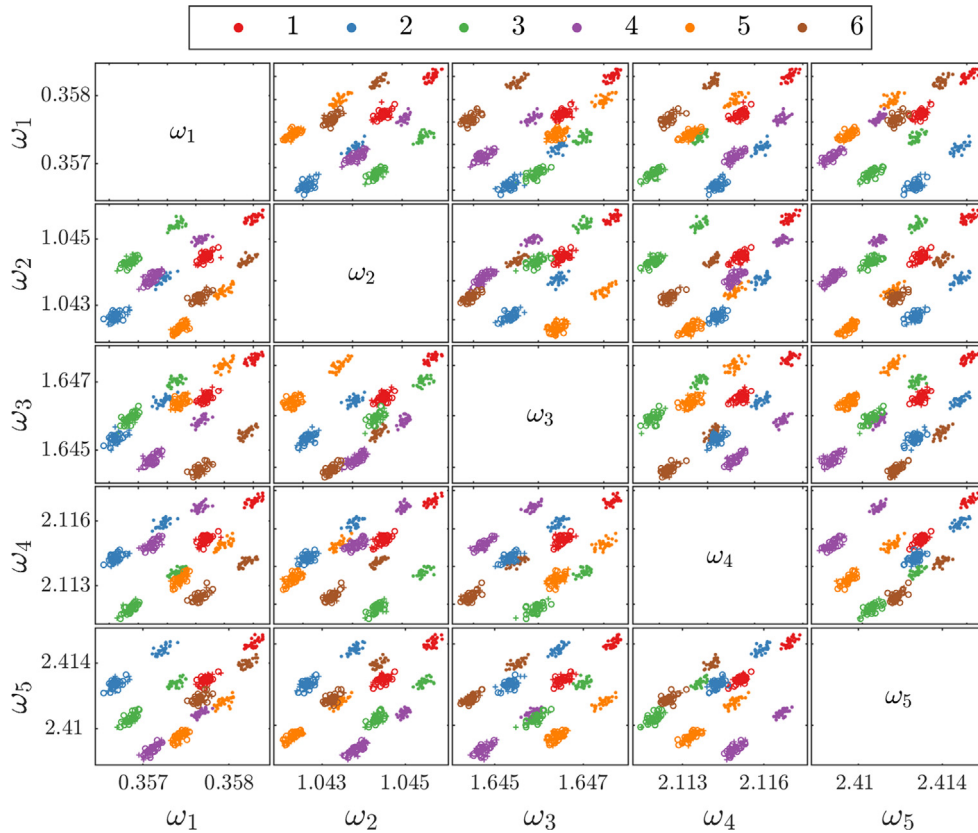 1 2 3 4 5 6
ω₁ 0.358 0.357 ω₁
ω₂ 1.045 1.043 ω₂
ω₃ 1.647 1.645 ω₃
ω₄ 2.116 2.113 ω₄
ω₅ 2.414 2.41 ω₅
0.357 0.358 1.043 1.045 1.645 1.647 2.113 2.116 2.41 2.414
ω₁ ω₂ ω₃ ω₄ ω₅